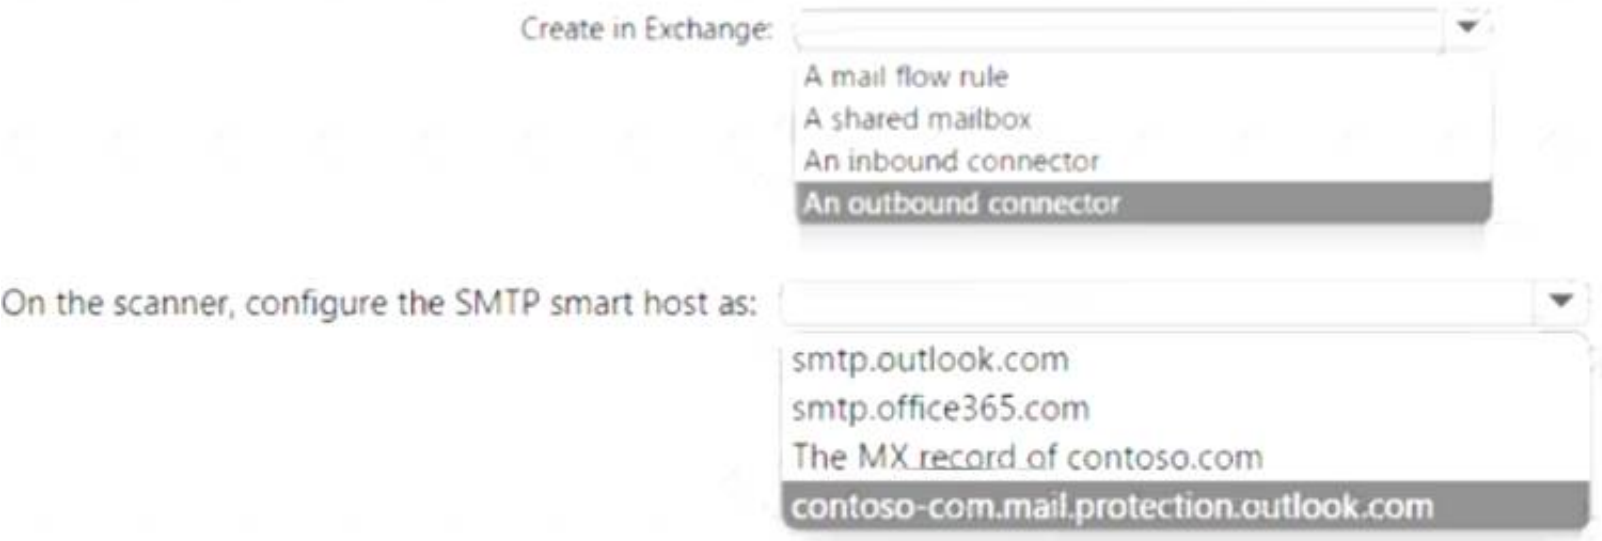 Create in Exchange:
A mail flow rule
A shared mailbox
An inbound connector
An outbound connector
On the scanner, configure the SMTP smart host as:
smtp.outlook.com
smtp.office365.com
The MX record of contoso.com
contoso-com.mail.protection.outlook.com